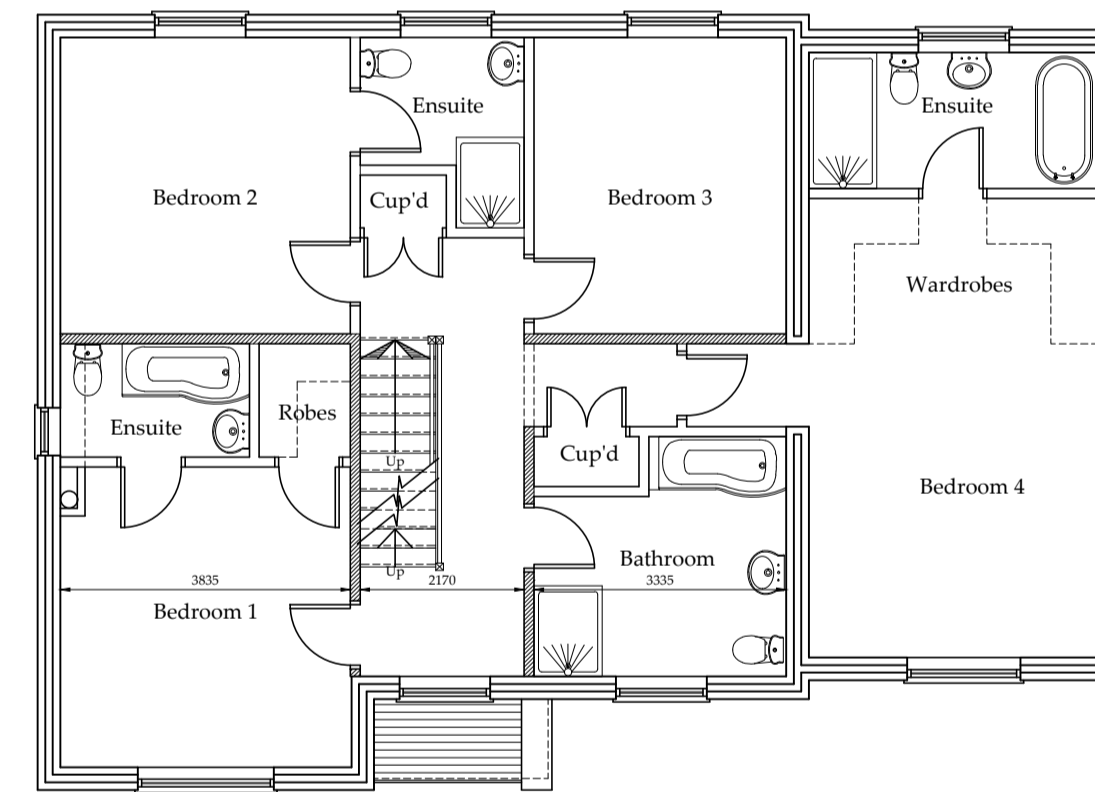 Ensuite
Ensuite
Bedroom 2
Cup'd
Bedroom 3
Wardrobes
Robes
Ensuite
Up
Cup'd
Bedroom 4
Bathroom
Up
3835
2170
3335
Bedroom 1